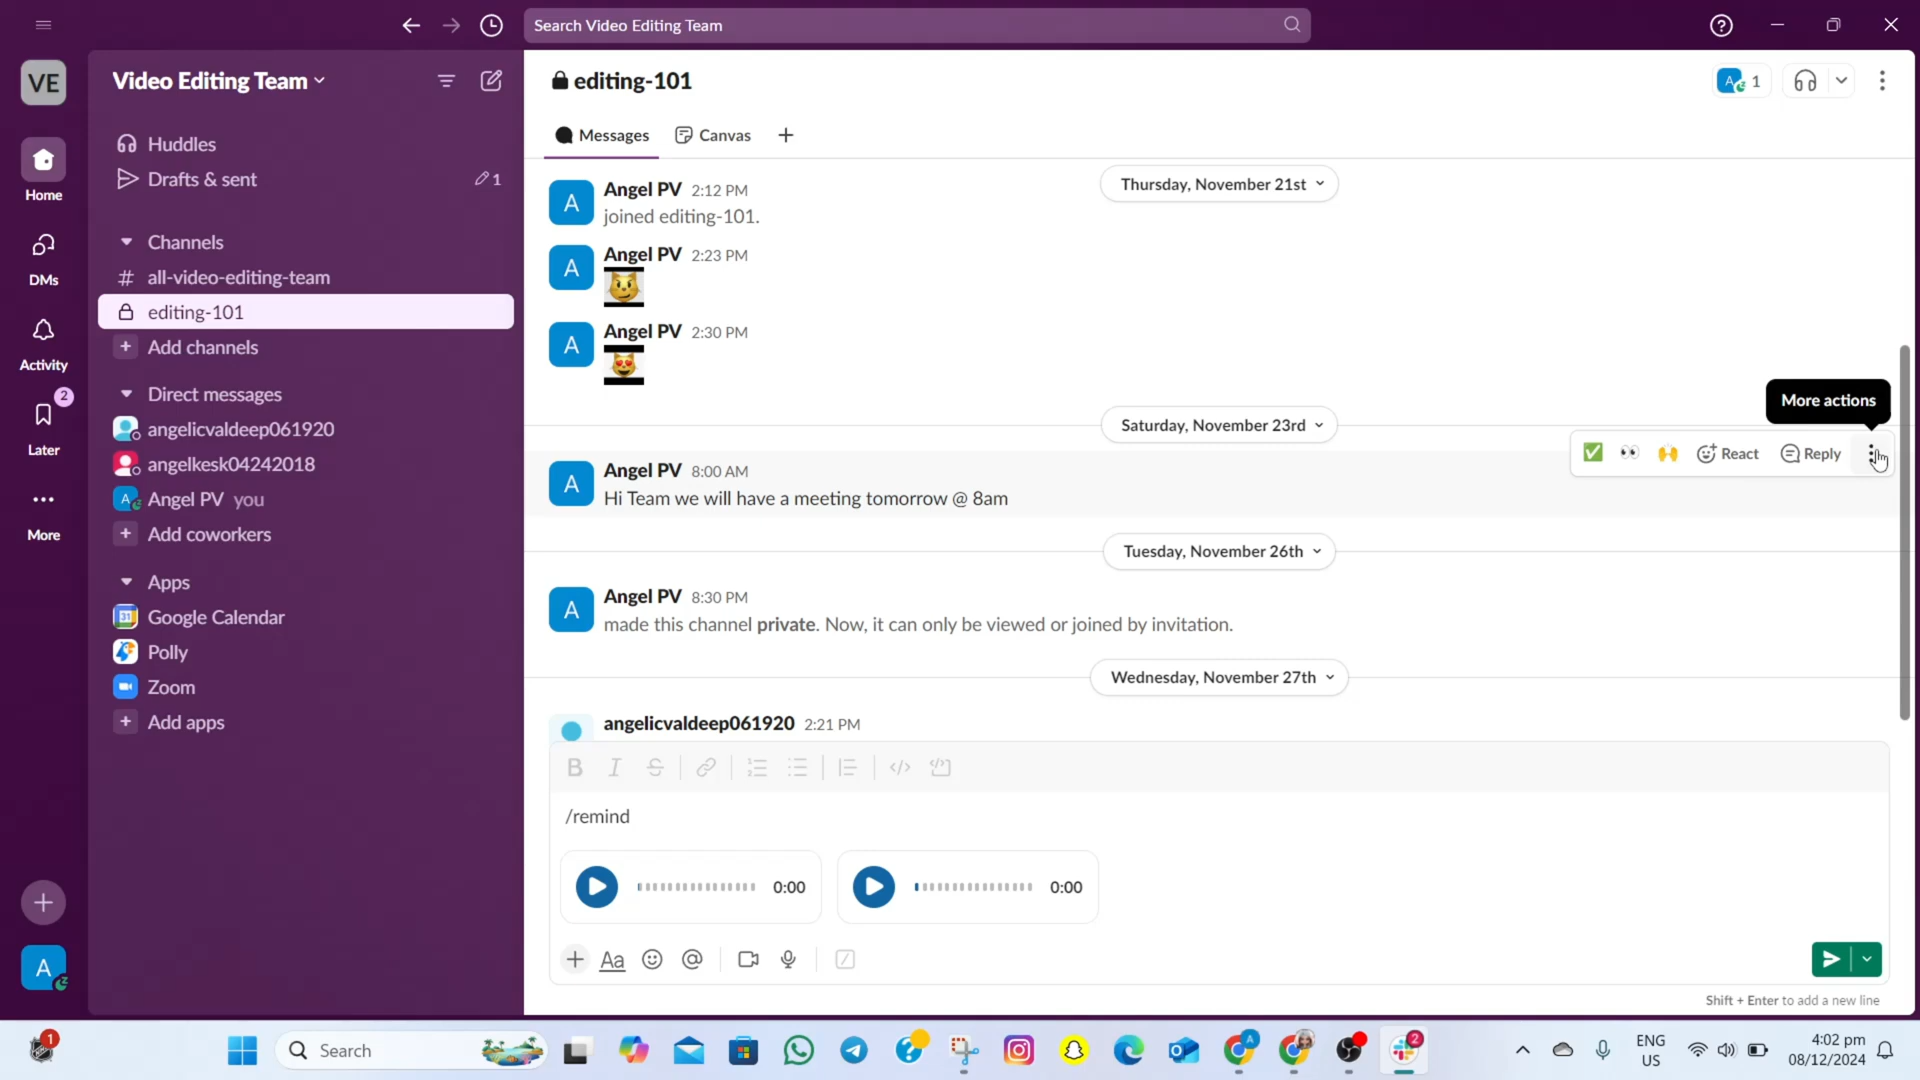 Search Video Editing Team
VE
Home
DMs
Activity
2
Later
More
A
Video Editing Team
Huddles
Drafts & sent
1
Channels
# all-video-editing-team
editing-101
Add channels
Direct messages
angelicvaldeep061920
angelkesk04242018
A Angel PV you
Add coworkers
Apps
31 Google Calendar
Polly
Zoom
Add apps
editing-101
A 1
Messages
Canvas
Thursday, November 21st
A
Angel PV 2:12 PM
joined editing-101.
A
Angel PV 2:23 PM
A
Angel PV 2:30 PM
More actions
Saturday, November 23rd
React
Reply
A
Angel PV 8:00 AM
Hi Team we will have a meeting tomorrow @ 8am
Tuesday, November 26th
A
Angel PV 8:30 PM
made this channel private. Now, it can only be viewed or joined by invitation.
Wednesday, November 27th
angelicvaldeep061920 2:21 PM
B I S
/remind
0:00
0:00
Aa
Shift + Enter to add a new line
1
Search
A
2
ENG
US
4:02 pm
08/12/2024